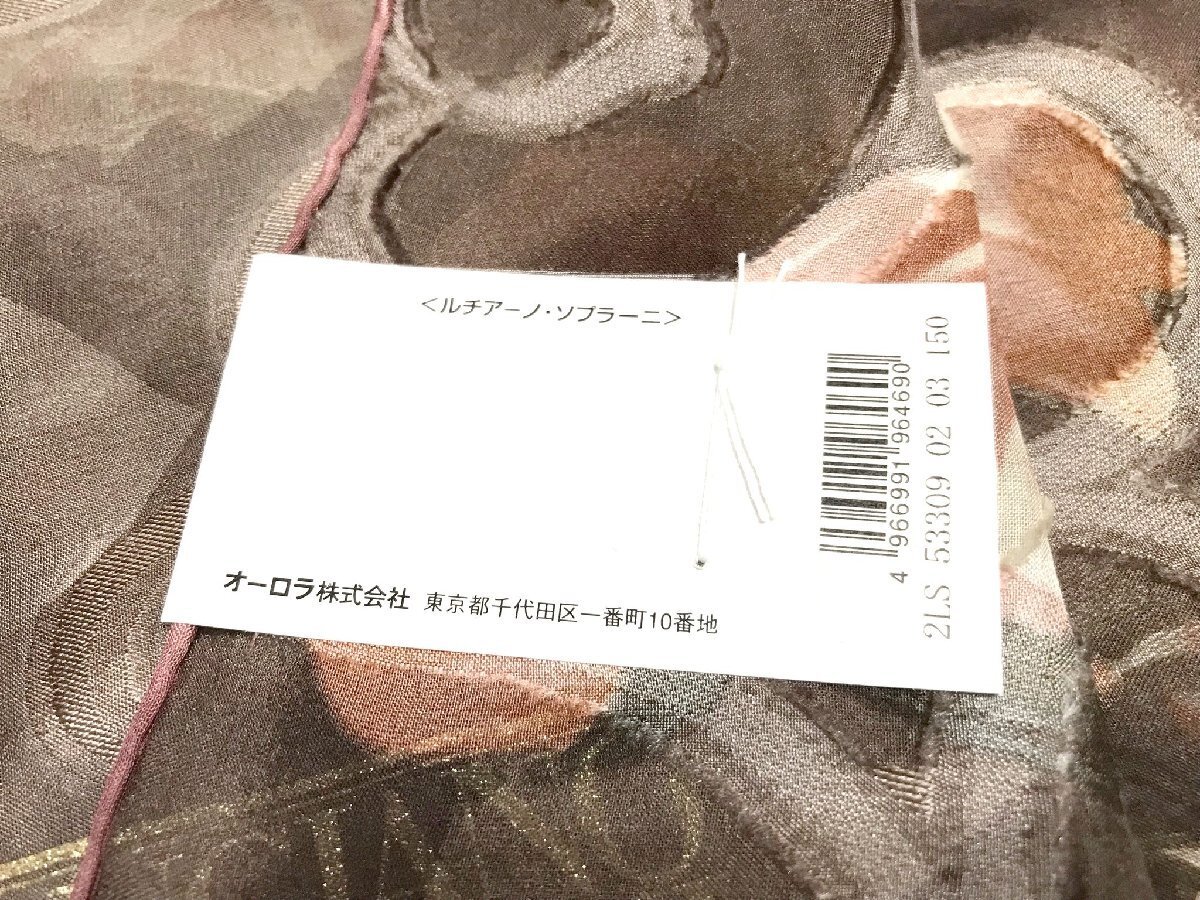 ＜ルチアーノ・ソプラーニ＞
オーロラ株式会社 東京都千代田区一番町10番地
4 966991 964690
2LS 53309 02 03 150